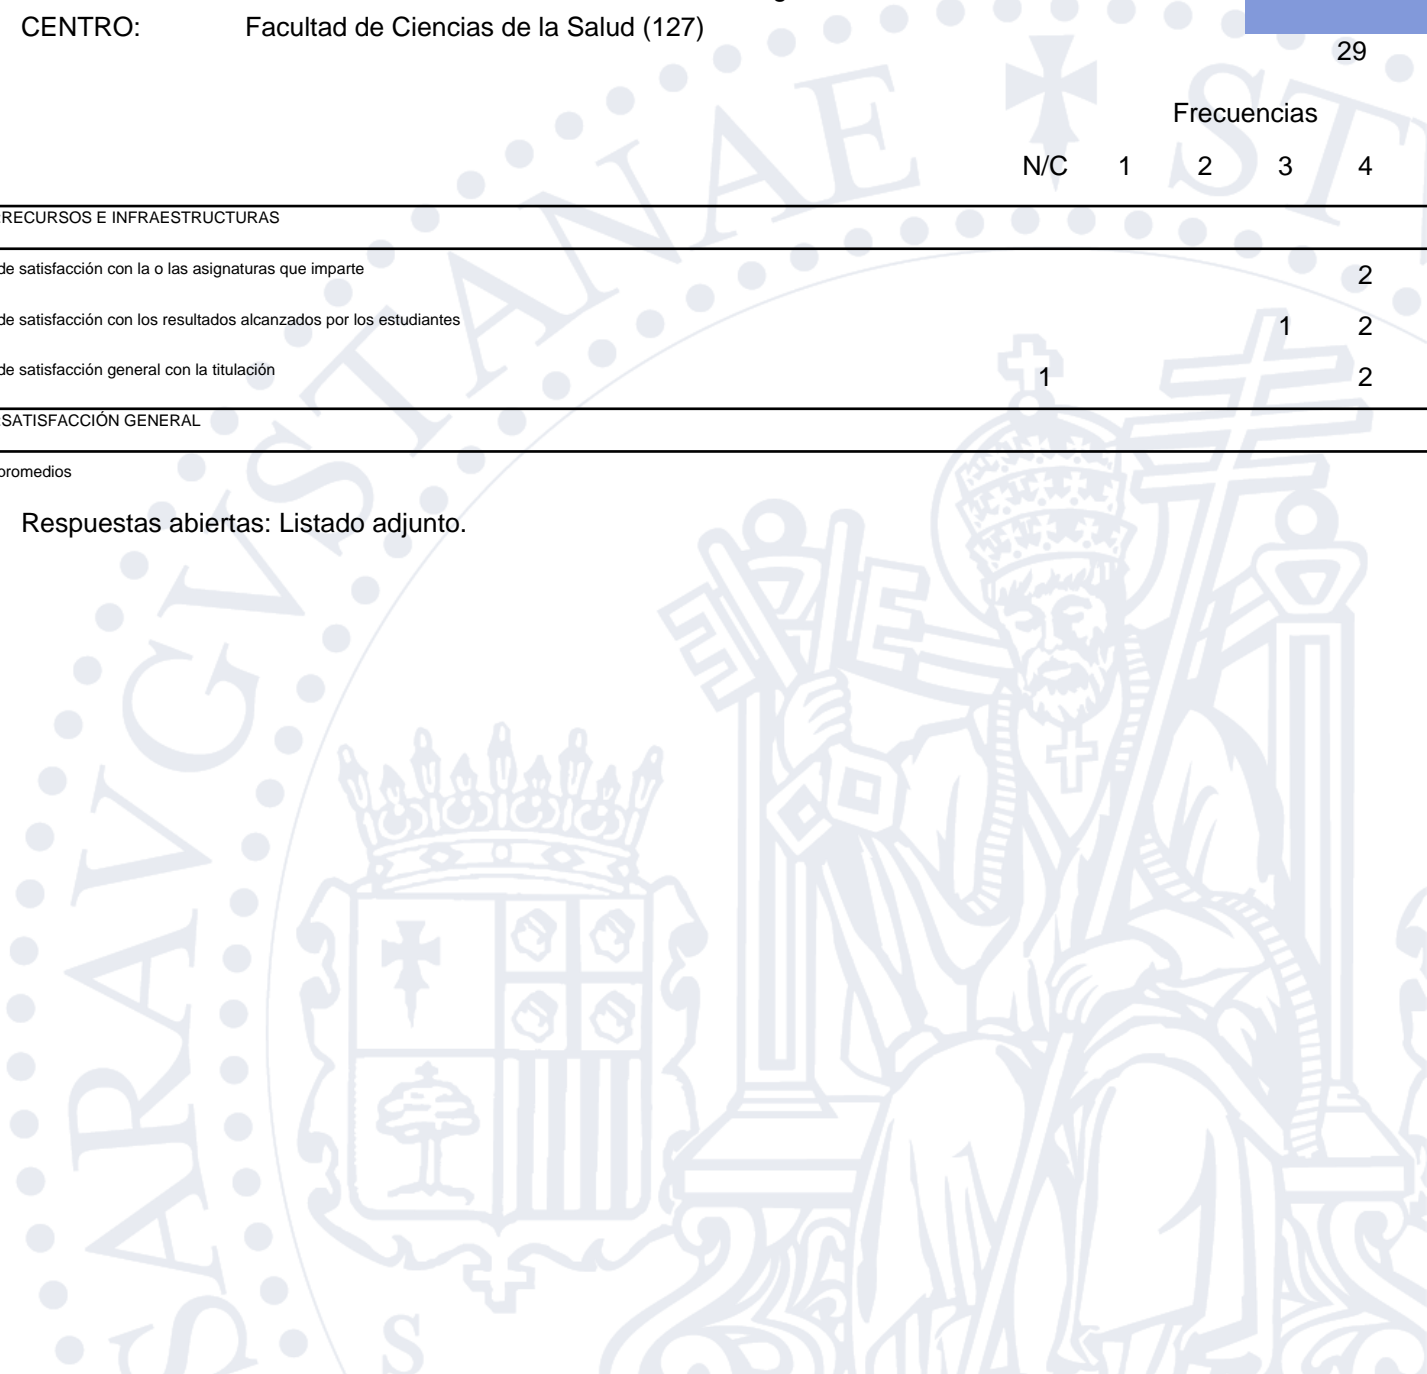 CENTRO: Facultad de Ciencias de la Salud (127)
29
Frecuencias
N/C 1 2 3 4
RECURSOS E INFRAESTRUCTURAS
de satisfacción con la o las asignaturas que imparte 2
de satisfacción con los resultados alcanzados por los estudiantes 1 2
de satisfacción general con la titulación 1 2
SATISFACCIÓN GENERAL
promedios
Respuestas abiertas: Listado adjunto.
SARAVGVSTANAE ST
S